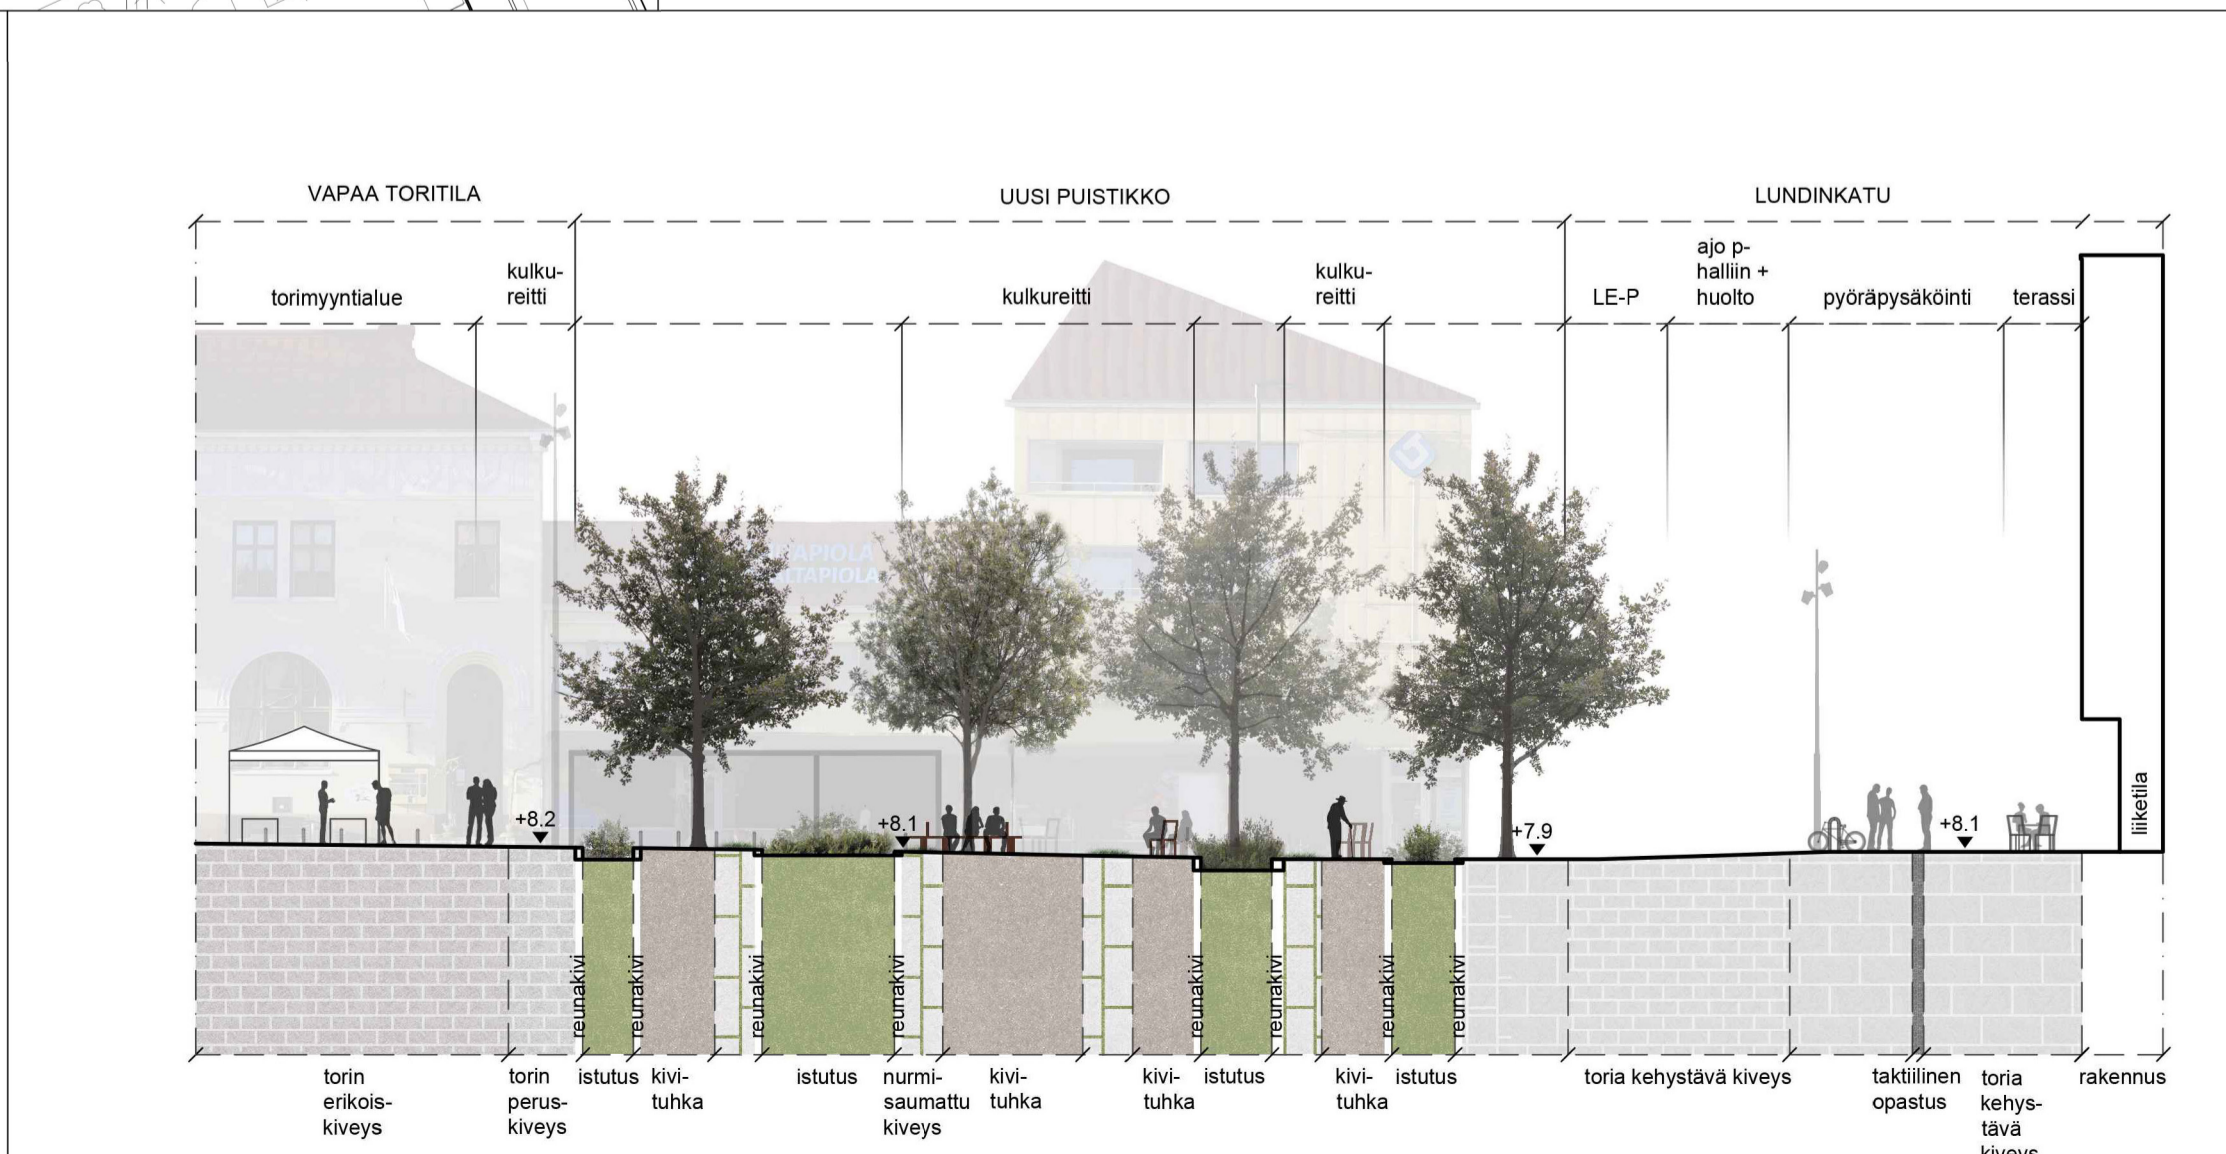 VAPAA TORITILA
UUSI PUISTIKKO
LUNDINKATU
torimyyntialue
kulku-
reitti
kulkureitti
kulku-
reitti
LE-P
ajo p-
halliin +
huolto
pyöräpysäköinti
terassi
TAPIOLA
LTAPIOLA
+8.2
+8.1
+7.9
+8.1
liiketila
reunakivi
reunakivi
reunakivi
reunakivi
reunakivi
reunakivi
reunakivi
reunakivi
torin
erikois-
kiveys
torin
perus-
kiveys
istutus
kivi-
tuhka
istutus
nurmi-
saumattu
kiveys
kivi-
tuhka
kivi-
tuhka
istutus
kivi-
tuhka
istutus
toria kehystävä kiveys
taktiilinen
opastus
toria
kehys-
tävä
kiveys
rakennus